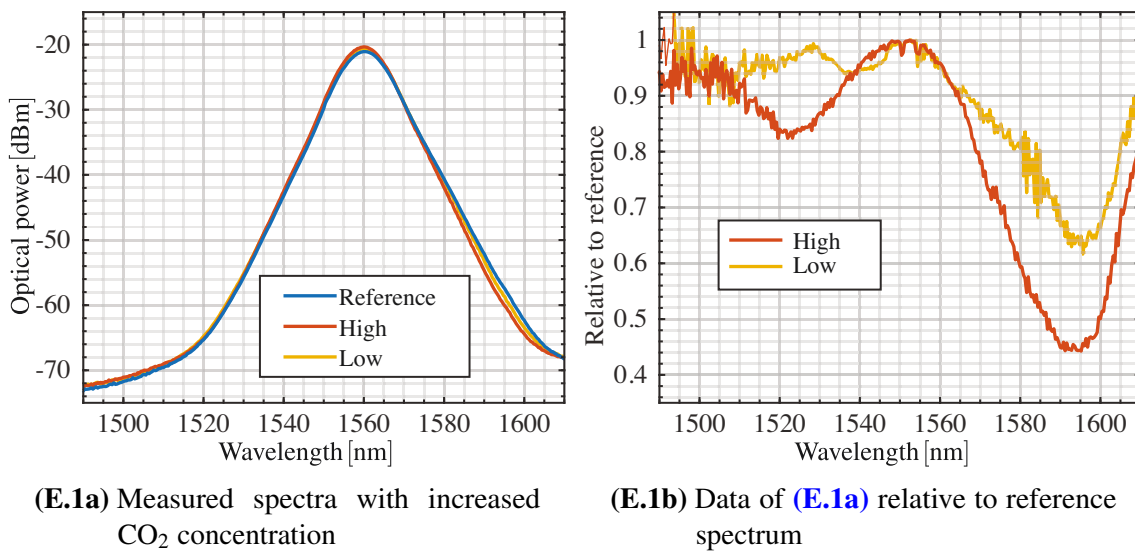 -20
-30
-40
-50
-60
-70
Optical power [dBm]
Reference
High
Low
1500 1520 1540 1560 1580 1600
Wavelength [nm]
1
0.9
0.8
0.7
0.6
0.5
0.4
Relative to reference
High
Low
1500 1520 1540 1560 1580 1600
Wavelength [nm]
(E.1a) Measured spectra with increased
CO₂ concentration
(E.1b) Data of (E.1a) relative to reference
spectrum